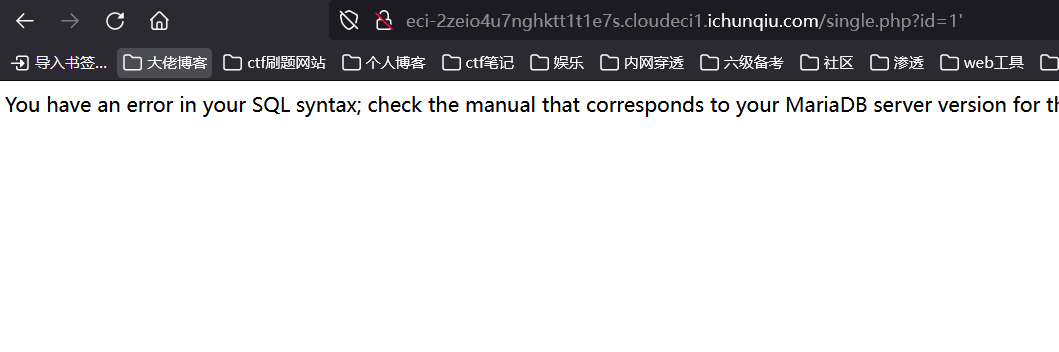 eci-2zeio4u7nghktt1t1e7s.cloudeci1.ichunqiu.com/single.php?id=1'
导入书签... 大佬博客 ctf刷题网站 个人博客 ctf笔记 娱乐 内网穿透 六级备考 社区 渗透 web工具
You have an error in your SQL syntax; check the manual that corresponds to your MariaDB server version for